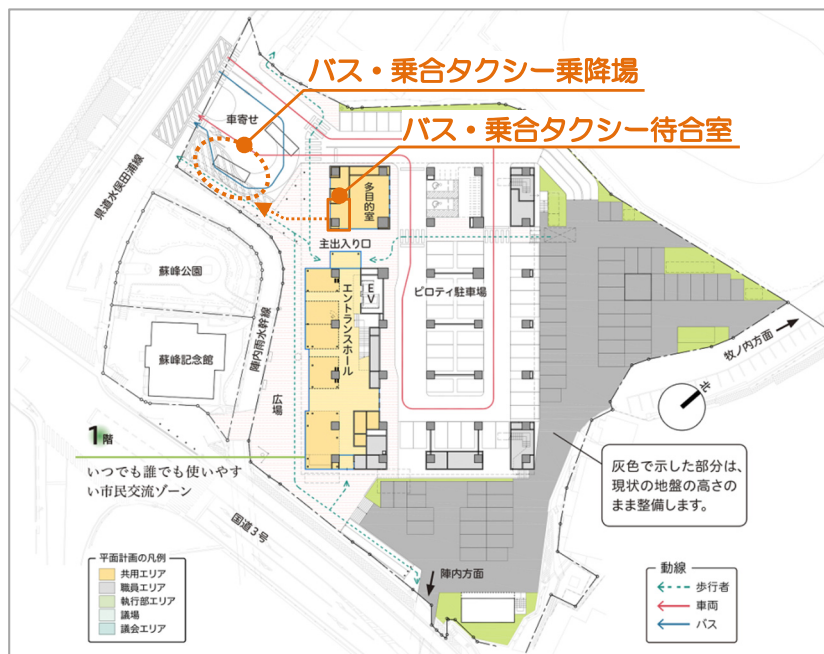 バス・乗合タクシー乗降場
バス・乗合タクシー待合室
車寄せ
県道水俣田浦線
多目的室
主出入り口
蘇峰公園
EV
ピロティ駐車場
エントランスホール
陣内雨水幹線
蘇峰記念館
牧ノ内方面
北
広場
1階
いつでも誰でも使いやす
い市民交流ゾーン
灰色で示した部分は、
現状の地盤の高さの
まま整備します。
国道3号
陣内方面
平面計画の凡例
共用エリア
職員エリア
執行部エリア
議場
議会エリア
動線
歩行者
車両
バス